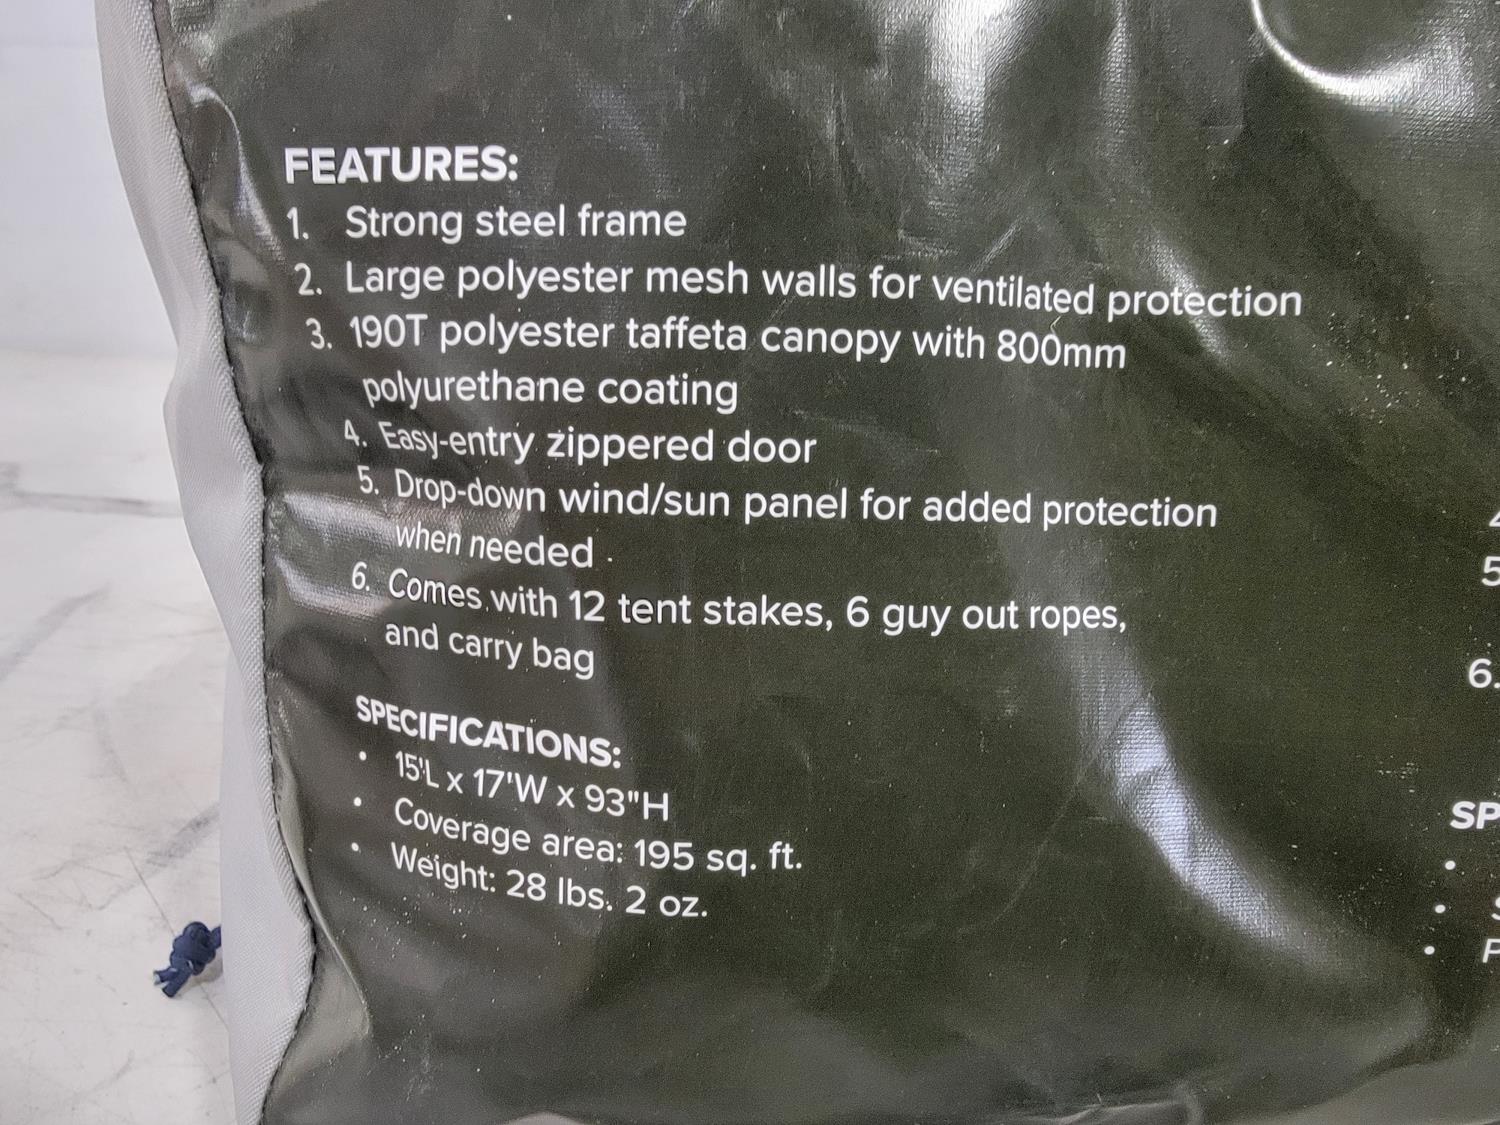 FEATURES:
1. Strong steel frame
2. Large polyester mesh walls for ventilated protection
3. 190T polyester taffeta canopy with 800mm
polyurethane coating
4. Easy-entry zippered door
5. Drop-down wind/sun panel for added protection
when needed
6. Comes with 12 tent stakes, 6 guy out ropes,
and carry bag
SPECIFICATIONS:
• 15'L x 17'W x 93"H
• Coverage area: 195 sq. ft.
• Weight: 28 lbs. 2 oz.
5
6.
SP
•
•
• P